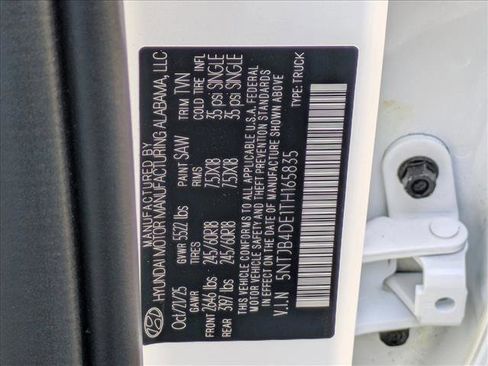 MANUFACTURED BY
HYUNDAI MOTOR MANUFACTURING ALABAMA, LLC.
Oct/21/25 GVWR 5522 lbs PAINT SAW TRIM TVN
GAWR TIRES RIMS COLD TIRE INFL
FRONT 2646 lbs 245/60R18 7.5JX18 35 psi SINGLE
REAR 3197 lbs 245/60R18 7.5JX18 35 psi SINGLE
THIS VEHICLE CONFORMS TO ALL APPLICABLE U.S.A. FEDERAL
MOTOR VEHICLE SAFETY AND THEFT PREVENTION STANDARDS
IN EFFECT ON THE DATE OF MANUFACTURE SHOWN ABOVE
V.I.N 5NTJB4DE1TH165835 TYPE:TRUCK